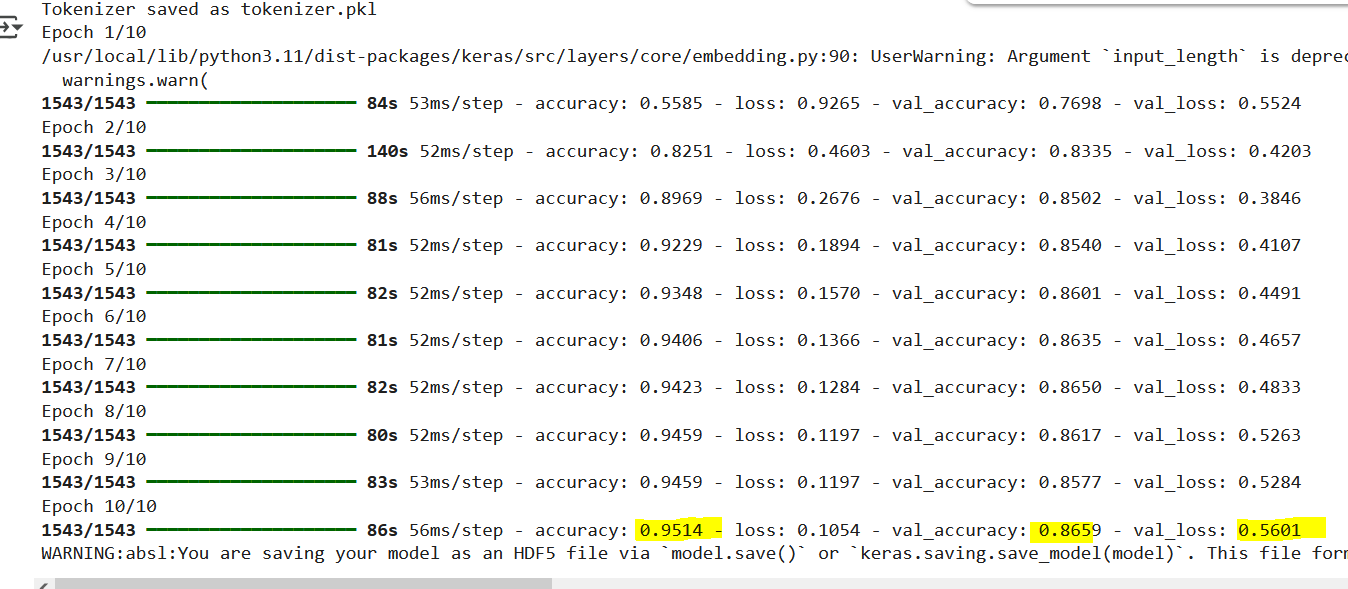 Tokenizer saved as tokenizer.pkl
Epoch 1/10
/usr/local/lib/python3.11/dist-packages/keras/src/layers/core/embedding.py:90: UserWarning: Argument `input_length` is deprec
warnings.warn(
1543/1543 ━━━━━━━━━━━━━━━━━━━━ 84s 53ms/step - accuracy: 0.5585 - loss: 0.9265 - val_accuracy: 0.7698 - val_loss: 0.5524
Epoch 2/10
1543/1543 ━━━━━━━━━━━━━━━━━━━━ 140s 52ms/step - accuracy: 0.8251 - loss: 0.4603 - val_accuracy: 0.8335 - val_loss: 0.4203
Epoch 3/10
1543/1543 ━━━━━━━━━━━━━━━━━━━━ 88s 56ms/step - accuracy: 0.8969 - loss: 0.2676 - val_accuracy: 0.8502 - val_loss: 0.3846
Epoch 4/10
1543/1543 ━━━━━━━━━━━━━━━━━━━━ 81s 52ms/step - accuracy: 0.9229 - loss: 0.1894 - val_accuracy: 0.8540 - val_loss: 0.4107
Epoch 5/10
1543/1543 ━━━━━━━━━━━━━━━━━━━━ 82s 52ms/step - accuracy: 0.9348 - loss: 0.1570 - val_accuracy: 0.8601 - val_loss: 0.4491
Epoch 6/10
1543/1543 ━━━━━━━━━━━━━━━━━━━━ 81s 52ms/step - accuracy: 0.9406 - loss: 0.1366 - val_accuracy: 0.8635 - val_loss: 0.4657
Epoch 7/10
1543/1543 ━━━━━━━━━━━━━━━━━━━━ 82s 52ms/step - accuracy: 0.9423 - loss: 0.1284 - val_accuracy: 0.8650 - val_loss: 0.4833
Epoch 8/10
1543/1543 ━━━━━━━━━━━━━━━━━━━━ 80s 52ms/step - accuracy: 0.9459 - loss: 0.1197 - val_accuracy: 0.8617 - val_loss: 0.5263
Epoch 9/10
1543/1543 ━━━━━━━━━━━━━━━━━━━━ 83s 53ms/step - accuracy: 0.9459 - loss: 0.1197 - val_accuracy: 0.8577 - val_loss: 0.5284
Epoch 10/10
1543/1543 ━━━━━━━━━━━━━━━━━━━━ 86s 56ms/step - accuracy: 0.9514 - loss: 0.1054 - val_accuracy: 0.8659 - val_loss: 0.5601
WARNING:absl:You are saving your model as an HDF5 file via `model.save()` or `keras.saving.save_model(model)`. This file for